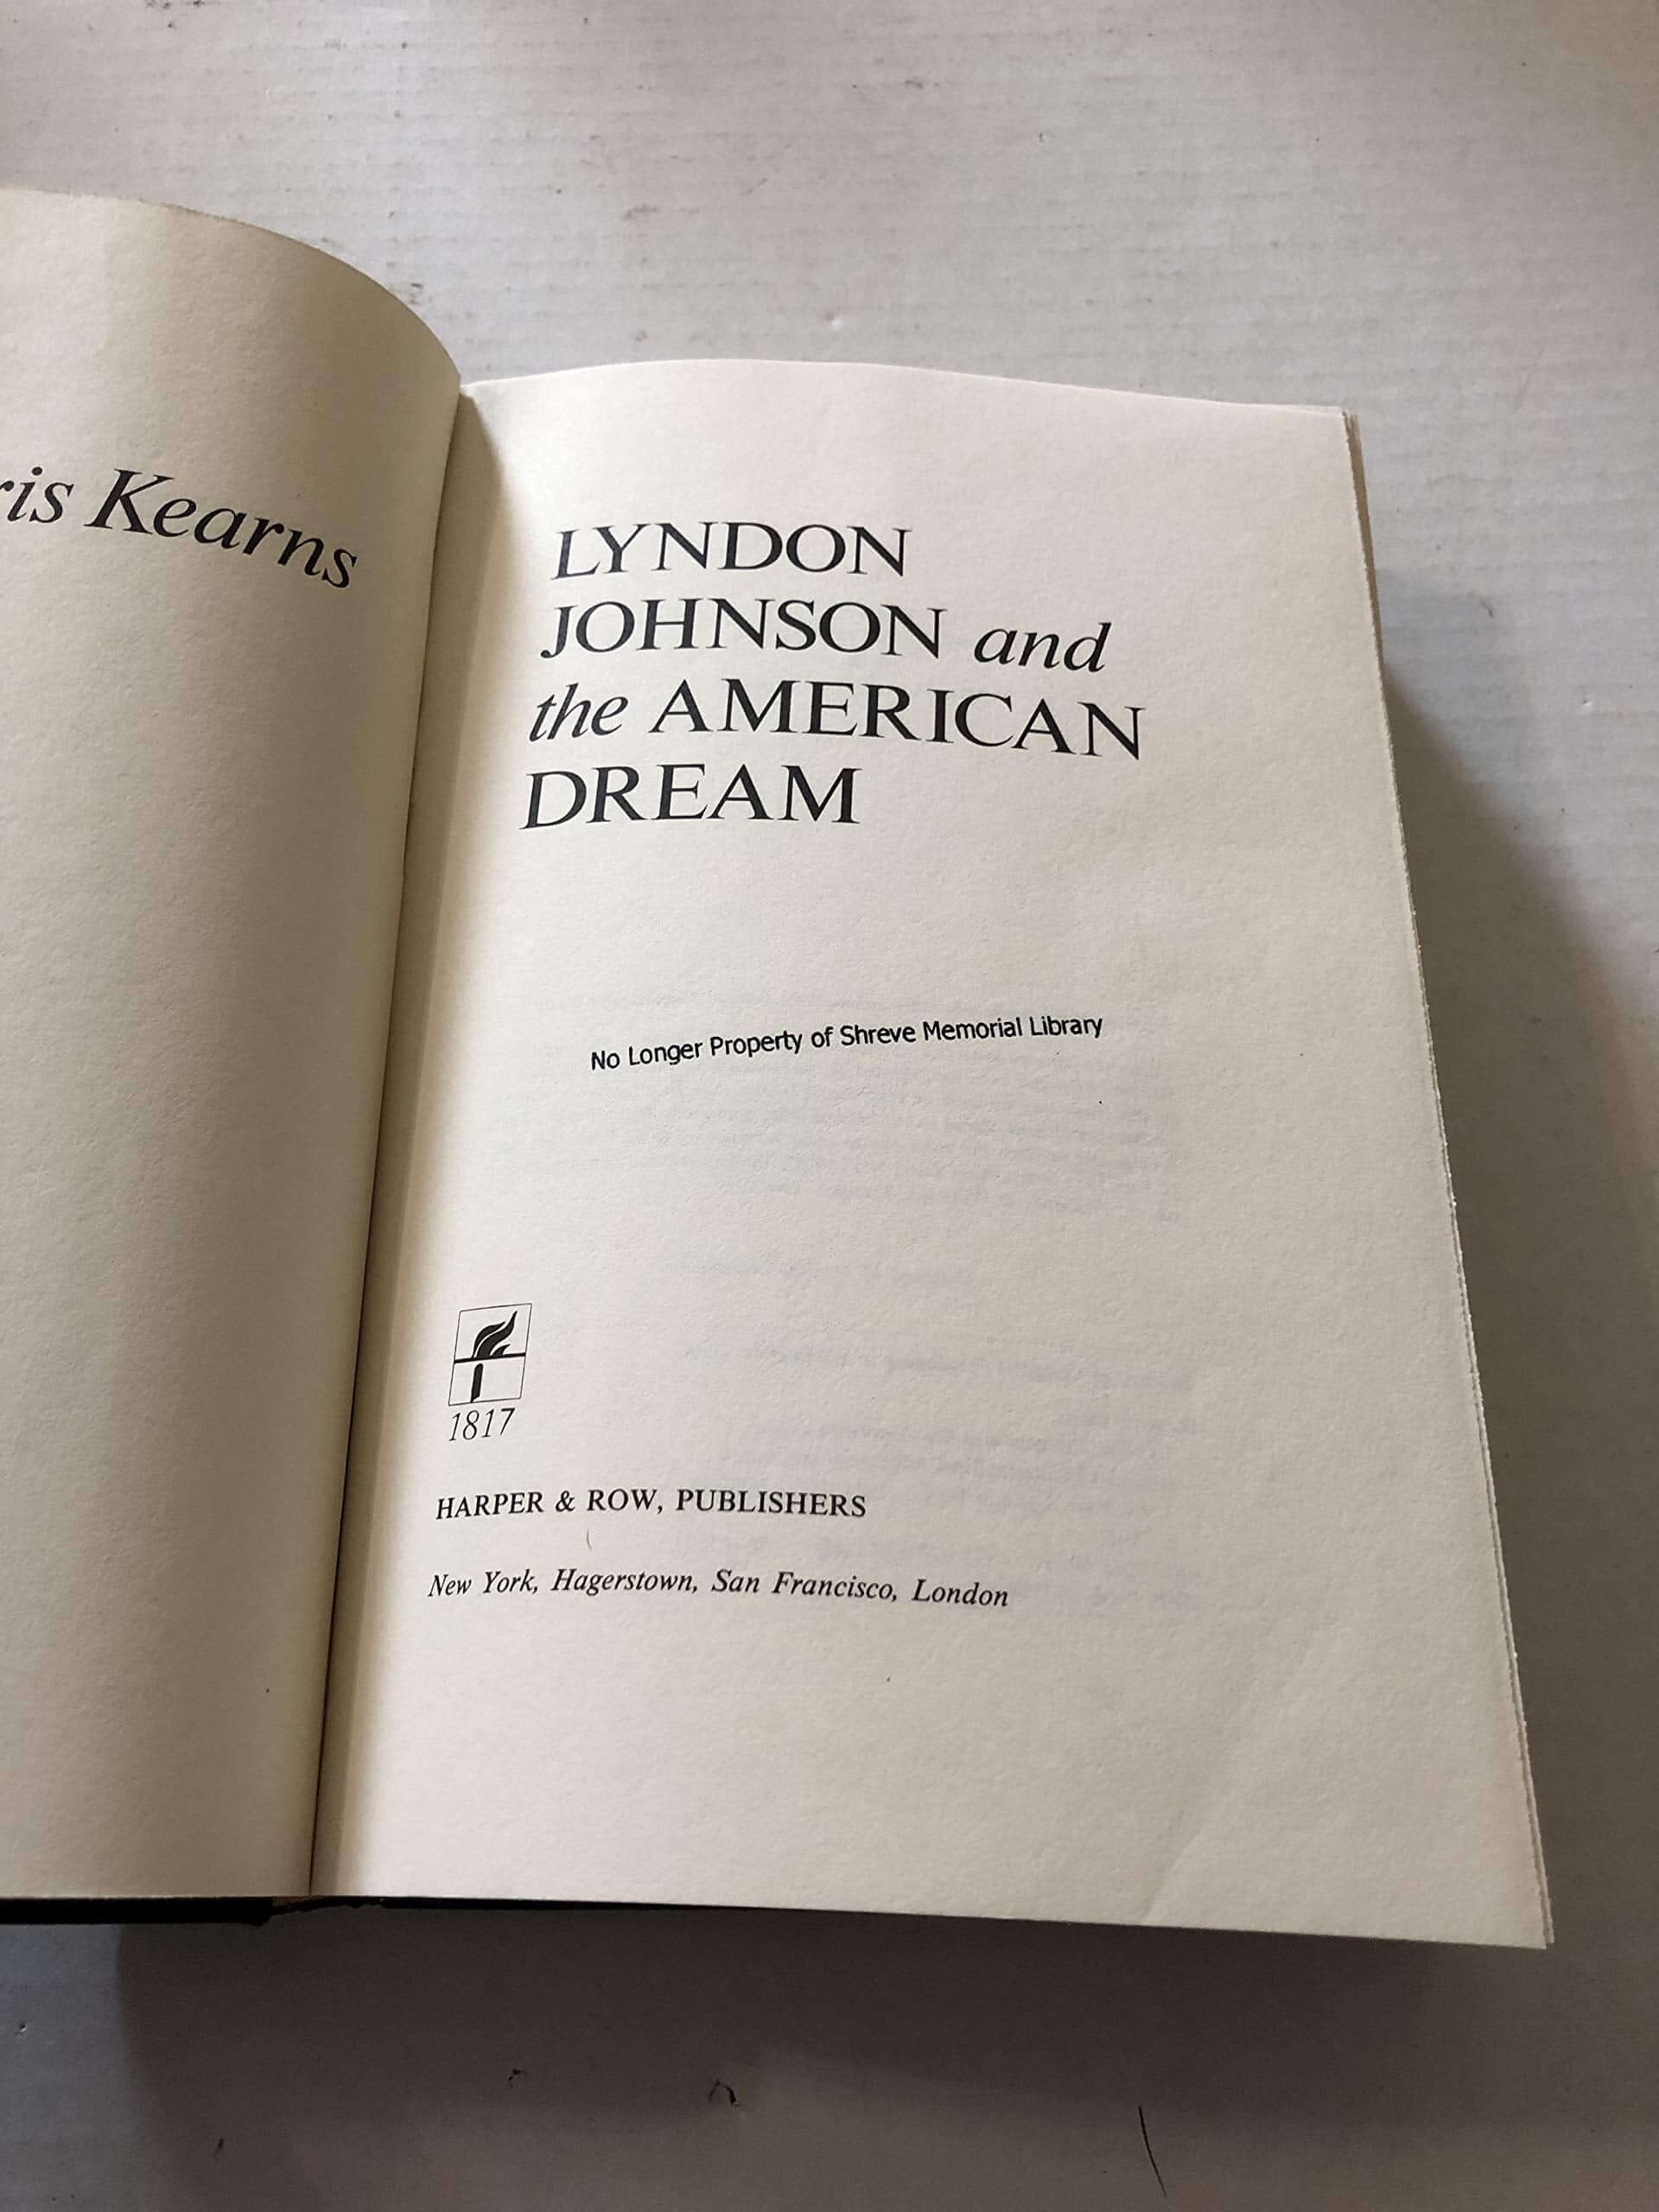 ris Kearns
LYNDON
JOHNSON and
the AMERICAN
DREAM
No Longer Property of Shreve Memorial Library
1817
HARPER & ROW, PUBLISHERS
New York, Hagerstown, San Francisco, London